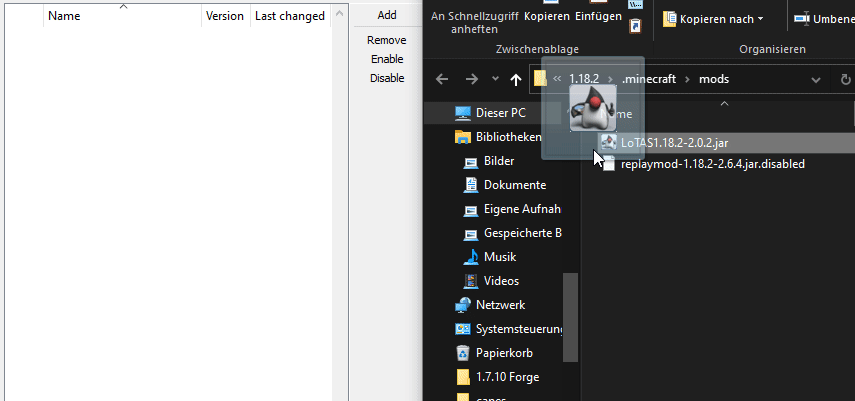 Name
Version
Last changed
Add
Remove
Enable
Disable
An Schnellzugriff
anheften
Kopieren
Einfügen
Kopieren nach
Umbene
Zwischenablage
Organisieren
« 1.18.2 > .minecraft > mods
Dieser PC
Bibliotheken
Bilder
Dokumente
Eigene Aufnah
Gespeicherte B
Musik
Videos
Netzwerk
Systemsteuerung
Papierkorb
1.7.10 Forge
capes
LoTAS1.18.2-2.0.2.jar
replaymod-1.18.2-2.6.4.jar.disabled